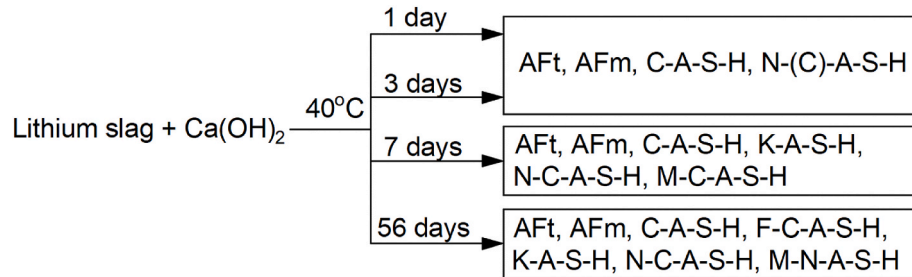 1 day
AFt, AFm, C-A-S-H, N-(C)-A-S-H
3 days
40°C
Lithium slag + Ca(OH)₂
7 days
AFt, AFm, C-A-S-H, K-A-S-H,
N-C-A-S-H, M-C-A-S-H
56 days
AFt, AFm, C-A-S-H, F-C-A-S-H,
K-A-S-H, N-C-A-S-H, M-N-A-S-H